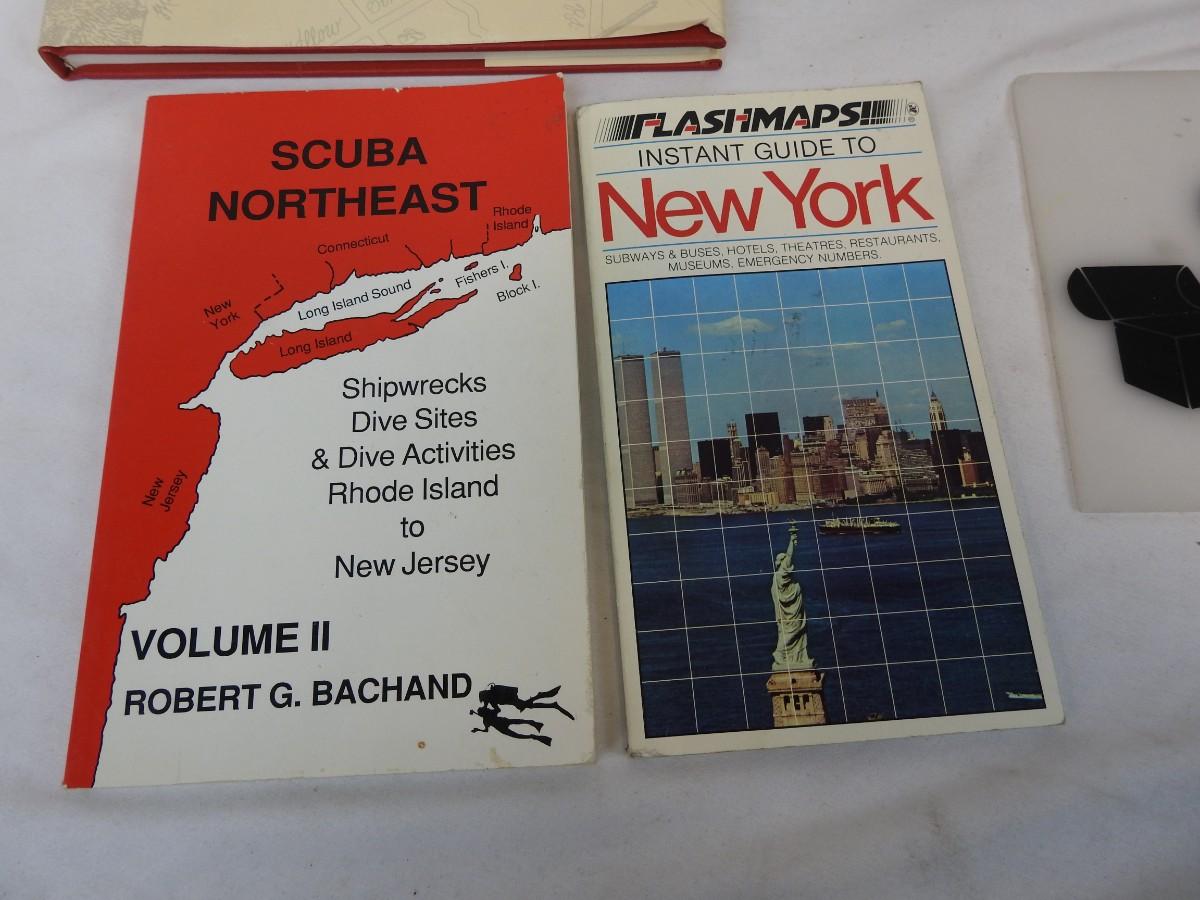 SCUBA
NORTHEAST
Rhode
Island
Connecticut
Fishers I.
Block I.
New
York
Long Island Sound
Long Island
Shipwrecks
Dive Sites
& Dive Activities
Rhode Island
to
New Jersey
New
Jersey
VOLUME II
ROBERT G. BACHAND
FLASHMAPS!!
INSTANT GUIDE TO
New York
SUBWAYS & BUSES, HOTELS, THEATRES, RESTAURANTS,
MUSEUMS, EMERGENCY NUMBERS.